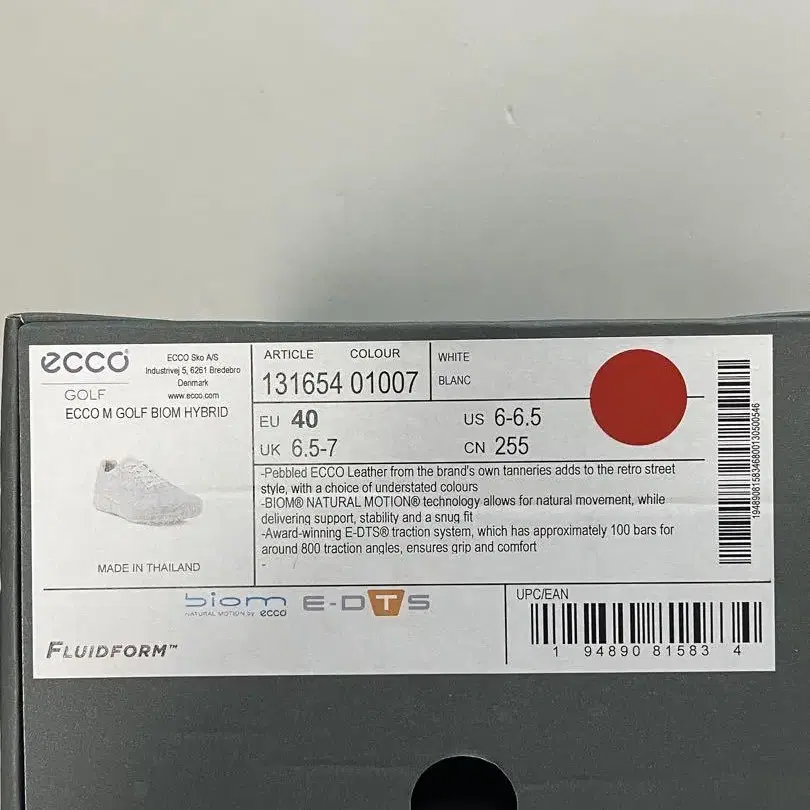 ecco
GOLF
ECCO Sko A/S
Industrivej 5, 6261 Bredebro
Denmark
www.ecco.com
ECCO M GOLF BIOM HYBRID
MADE IN THAILAND
ARTICLE COLOUR
131654 01007
WHITE
BLANC
EU 40 US 6-6.5
UK 6.5-7 CN 255
-Pebbled ECCO Leather from the brand's own tanneries adds to the retro street
style, with a choice of understated colours
-BIOM® NATURAL MOTION® technology allows for natural movement, while
delivering support, stability and a snug fit
-Award-winning E-DTS® traction system, which has approximately 100 bars for
around 800 traction angles, ensures grip and comfort
-
biom E-DTS
NATURAL MOTION by ecco
FLUIDFORM™
UPC/EAN
1 94890 81583 4
1948908158346800130500546